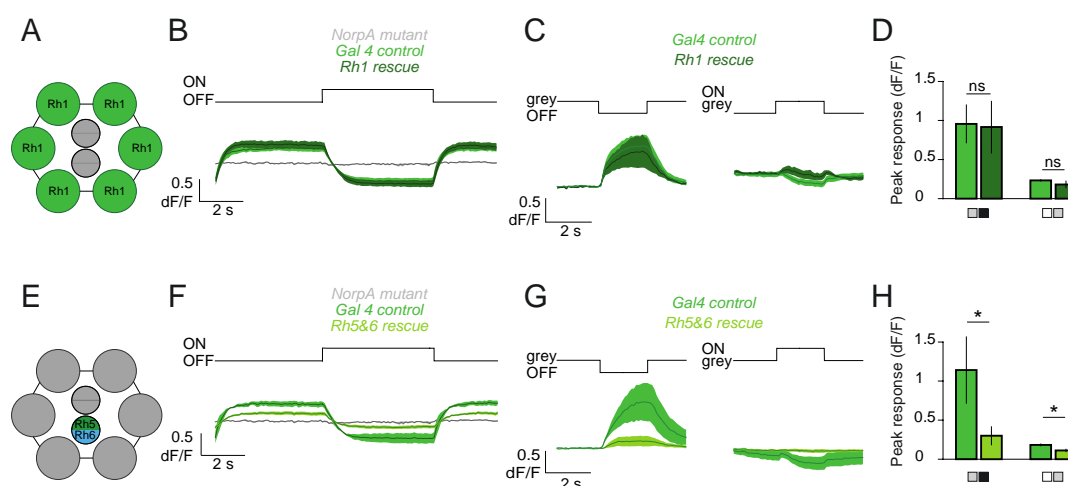 A
Rh1 Rh1
Rh1 Rh1
Rh1 Rh1
B
NorpA mutant
Gal 4 control
Rh1 rescue
ON
OFF
0.5
dF/F
2 s
C
Gal4 control
Rh1 rescue
grey
OFF
ON
grey
0.5
dF/F
2 s
D
Peak response (dF/F)
1.5
1
0.5
0
ns
ns
E
Rh5
Rh6
F
NorpA mutant
Gal 4 control
Rh5&6 rescue
ON
OFF
0.5
dF/F
2 s
G
Gal4 control
Rh5&6 rescue
grey
OFF
ON
grey
0.5
dF/F
2 s
H
Peak response (dF/F)
1.5
1
0.5
0
*
*